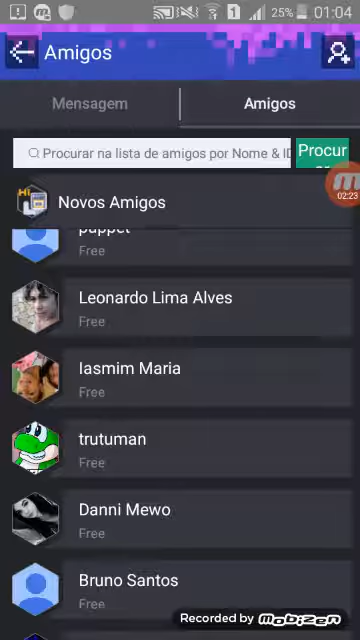 1 25% 01:04
Amigos
Mensagem Amigos
Procurar na lista de amigos por Nome & ID
Procur
HI
Novos Amigos
02:23
puppet
Free
Leonardo Lima Alves
Free
Iasmim Maria
Free
trutuman
Free
Danni Mewo
Free
Bruno Santos
Free
Recorded by MOBIZEN